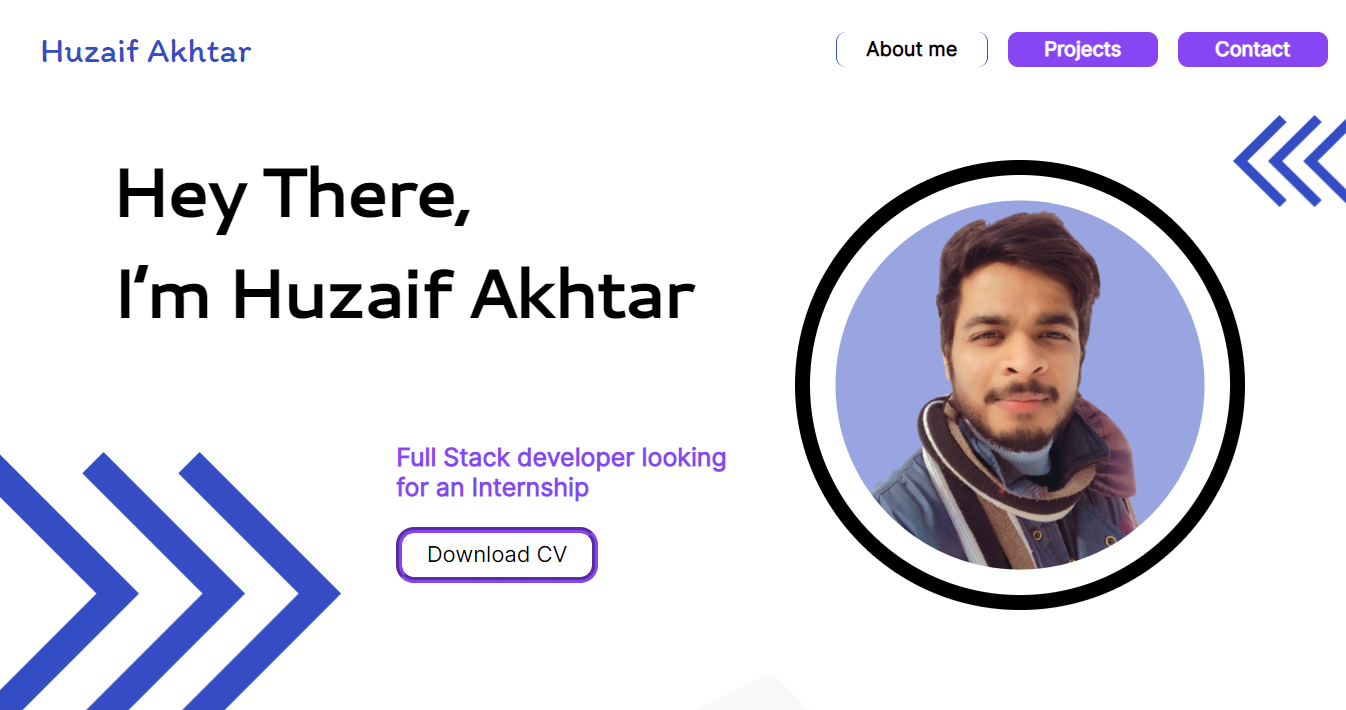 Huzaif Akhtar
About me
Projects
Contact
Hey There,
I'm Huzaif Akhtar
Full Stack developer looking
for an Internship
Download CV